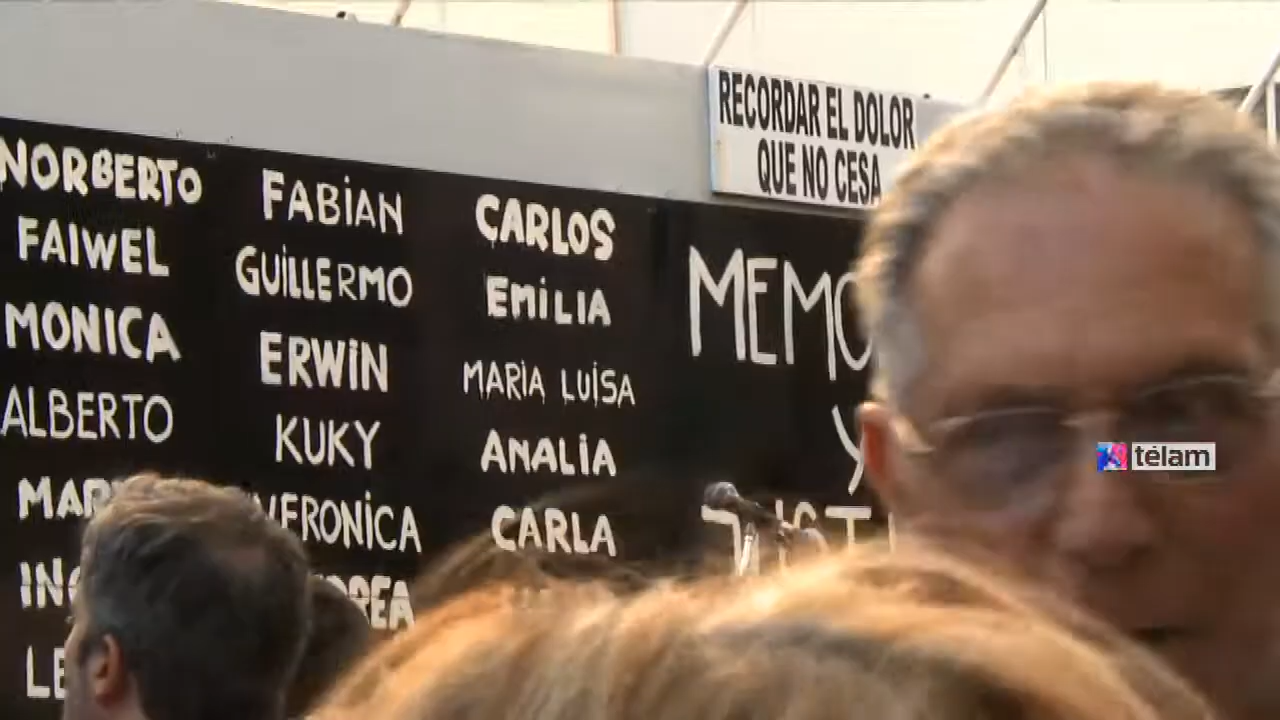 NORBERTO
FAIWEL
MONICA
ALBERTO
FABIAN
GUILLERMO
ERWIN
KUKY
VERONICA
CARLOS
EMILIA
MARIA LUISA
ANALIA
CARLA
RECORDAR EL DOLOR
QUE NO CESA
Y
télam